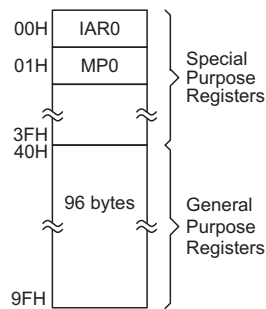 00H IAR0
01H MP0
Special
Purpose
Registers
3FH
40H
96 bytes
General
Purpose
Registers
9FH